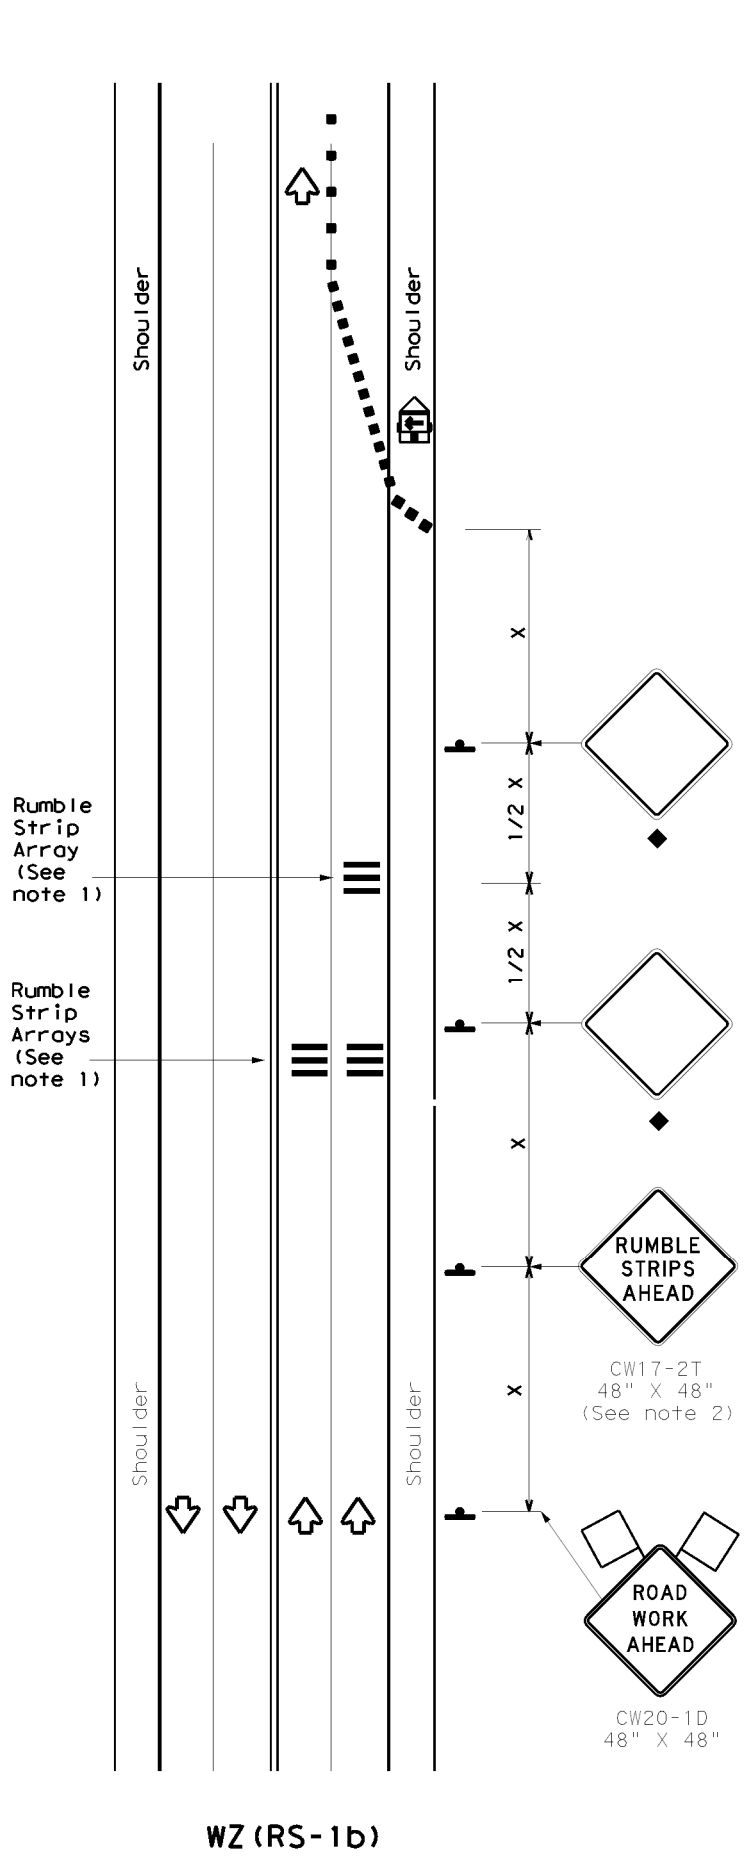 Shoulder
Shoulder
X
1/2 X
Rumble
Strip
Array
(See
note 1)
1/2 X
Rumble
Strip
Arrays
(See
note 1)
X
RUMBLE
STRIPS
AHEAD
CW17-2T
48" X 48"
(See note 2)
X
Shoulder
Shoulder
ROAD
WORK
AHEAD
CW20-1D
48" X 48"
WZ(RS-1b)